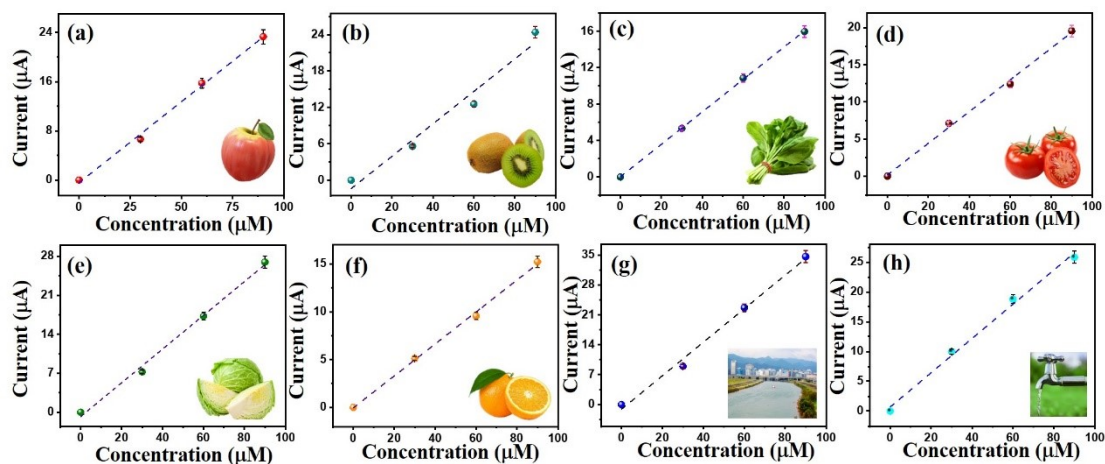 (a)
Current (μA)
24
16
8
0
0 25 50 75 100
Concentration (μM)
(b)
Current (μA)
24
18
12
6
0
0 20 40 60 80 100
Concentration (μM)
(c)
Current (μA)
16
12
8
4
0
0 20 40 60 80 100
Concentration (μM)
(d)
Current (μA)
20
15
10
5
0
0 20 40 60 80 100
Concentration (μM)
(e)
Current (μA)
28
21
14
7
0
0 20 40 60 80 100
Concentration (μM)
(f)
Current (μA)
15
10
5
0
0 20 40 60 80 100
Concentration (μM)
(g)
Current (μA)
35
28
21
14
7
0
0 20 40 60 80 100
Concentration (μM)
(h)
Current (μA)
25
20
15
10
5
0
0 20 40 60 80 100
Concentration (μM)